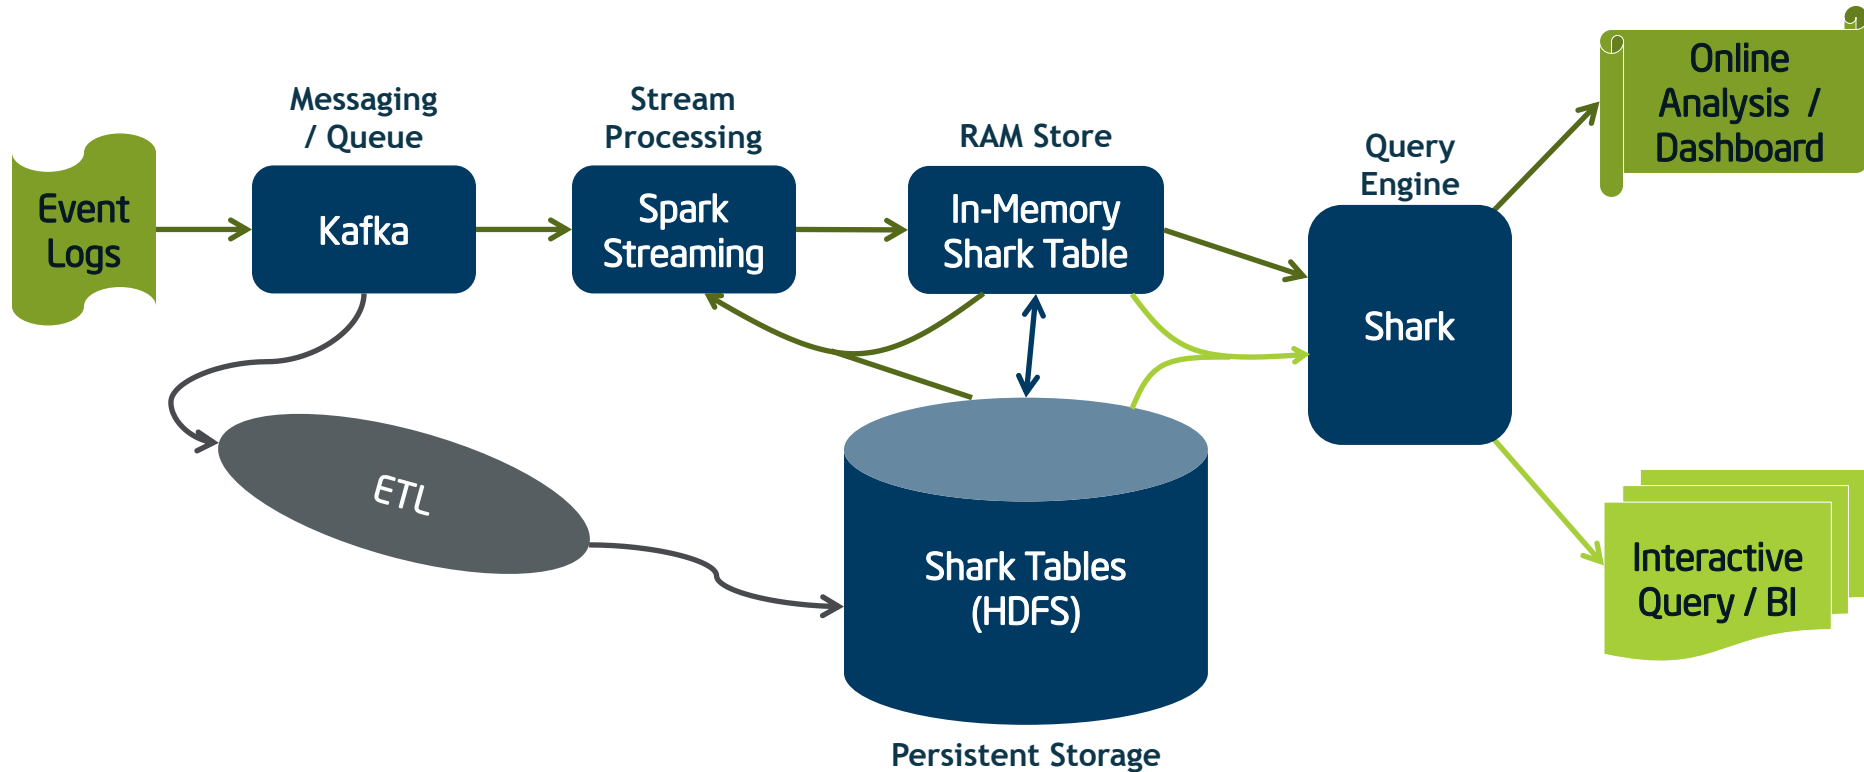 Messaging
/ Queue
Stream
Processing
RAM Store
Query
Engine
Online
Analysis /
Dashboard
Event
Logs
Kafka
Spark
Streaming
In-Memory
Shark Table
Shark
ETL
Shark Tables
(HDFS)
Interactive
Query / BI
Persistent Storage